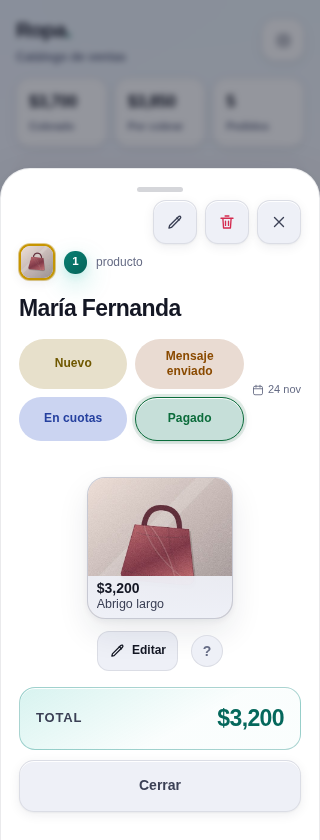 Ropa.
Catálogo de ventas.
$3,700
$3,850
5
Cobrado
Por cobrar
Pedidos
1 producto
María Fernanda
Nuevo
Mensaje
enviado
24 nov
En cuotas
Pagado
$3,200
Abrigo largo
Editar
?
TOTAL
$3,200
Cerrar